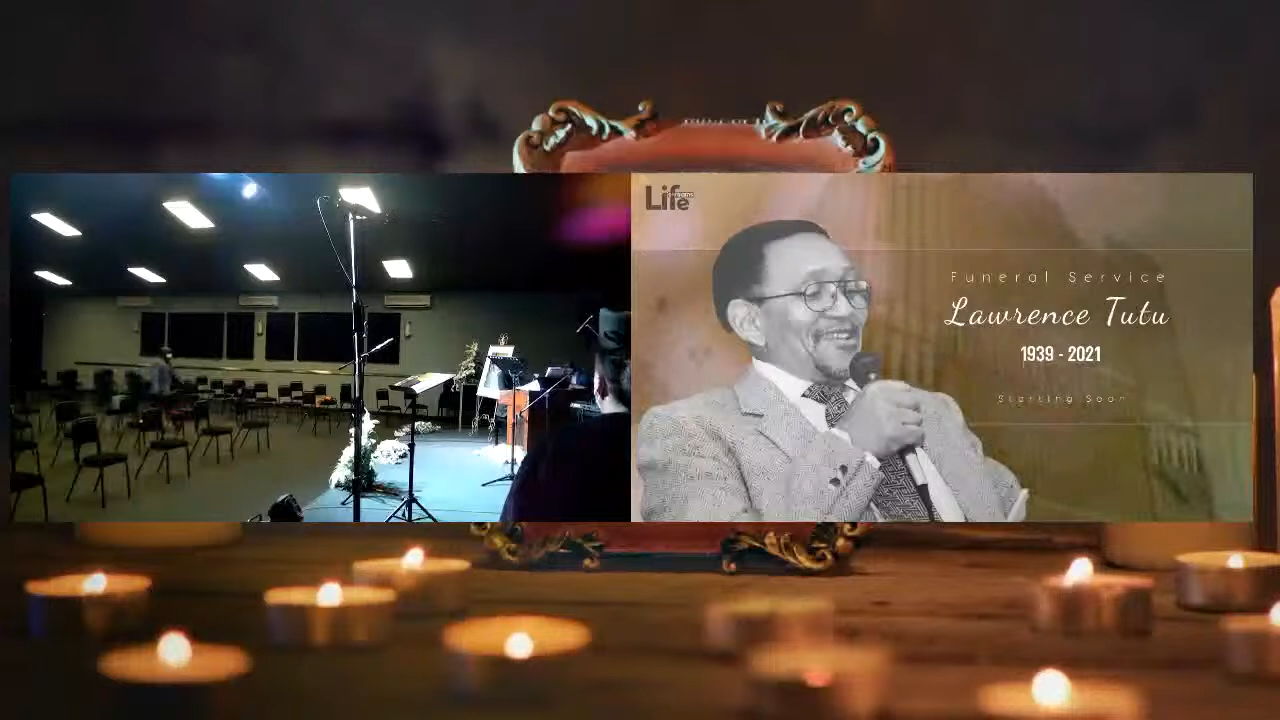 Life
Funeral Service
Lawrence Tutu
1939 - 2021
Starting Soon